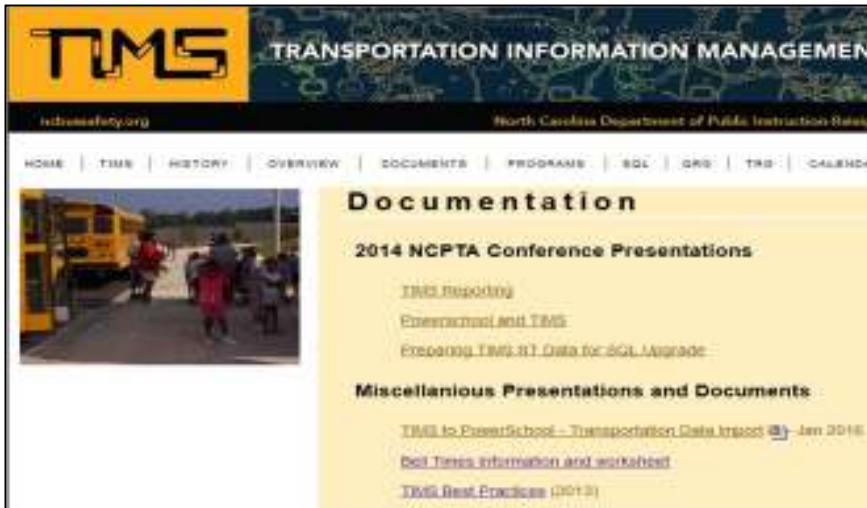 TIMS
TRANSPORTATION INFORMATION MANAGEMEN
ncbussafety.org
North Carolina Department of Public Instruction
HOME | TIMS | HISTORY | OVERVIEW | DOCUMENTS | PROGRAMS | SQL | GRG | TRG | CALENDA
Documentation
2014 NCPTA Conference Presentations
TIMS Reporting
Powerschool and TIMS
Preparing TIMS RT Data for SQL Upgrade
Miscellanious Presentations and Documents
TIMS to PowerSchool - Transportation Data Import - Jan 2016
Bell Times information and worksheet
TIMS Best Practices (2013)